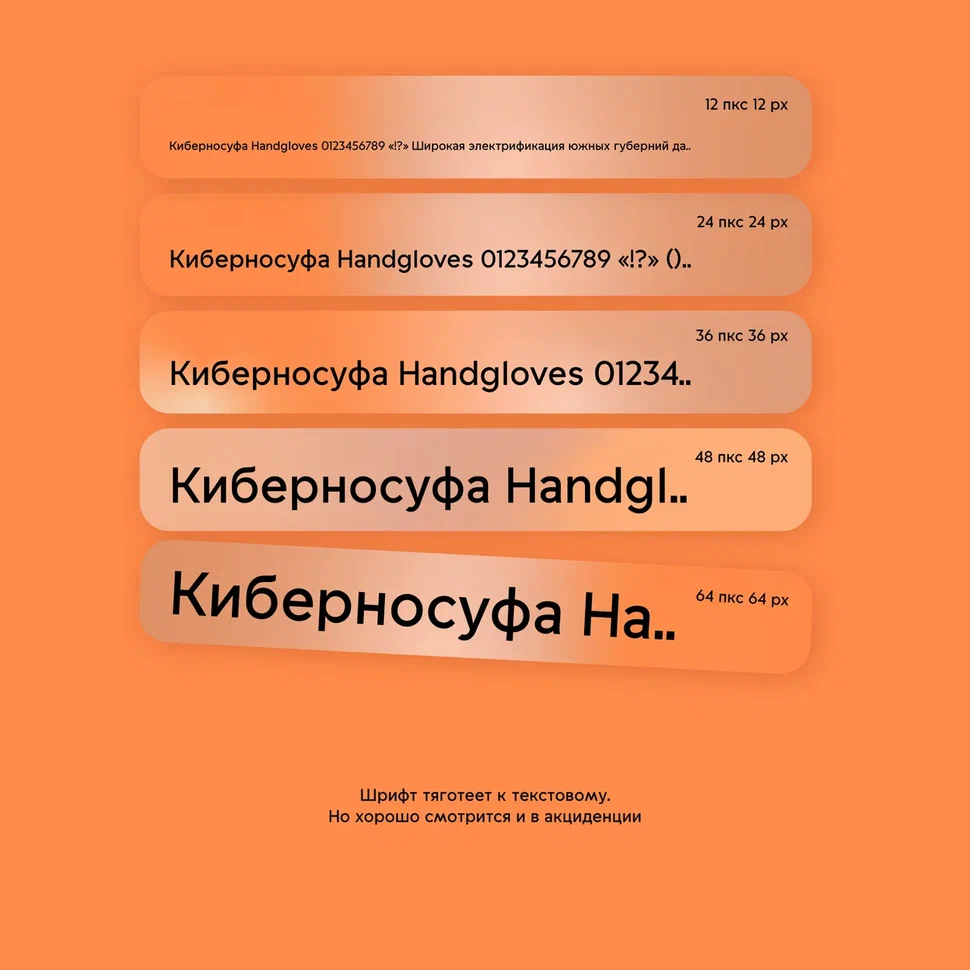 12 пкс 12 px
Киберносуфа Handgloves 0123456789 «!?» Широкая электрификация южных губерний да..
24 пкс 24 px
Киберносуфа Handgloves 0123456789 «!?» ()..
36 пкс 36 px
Киберносуфа Handgloves 01234..
48 пкс 48 px
Киберносуфа Handgl..
64 пкс 64 px
Киберносуфа Ha..
Шрифт тяготеет к текстовому.
Но хорошо смотрится и в акциденции